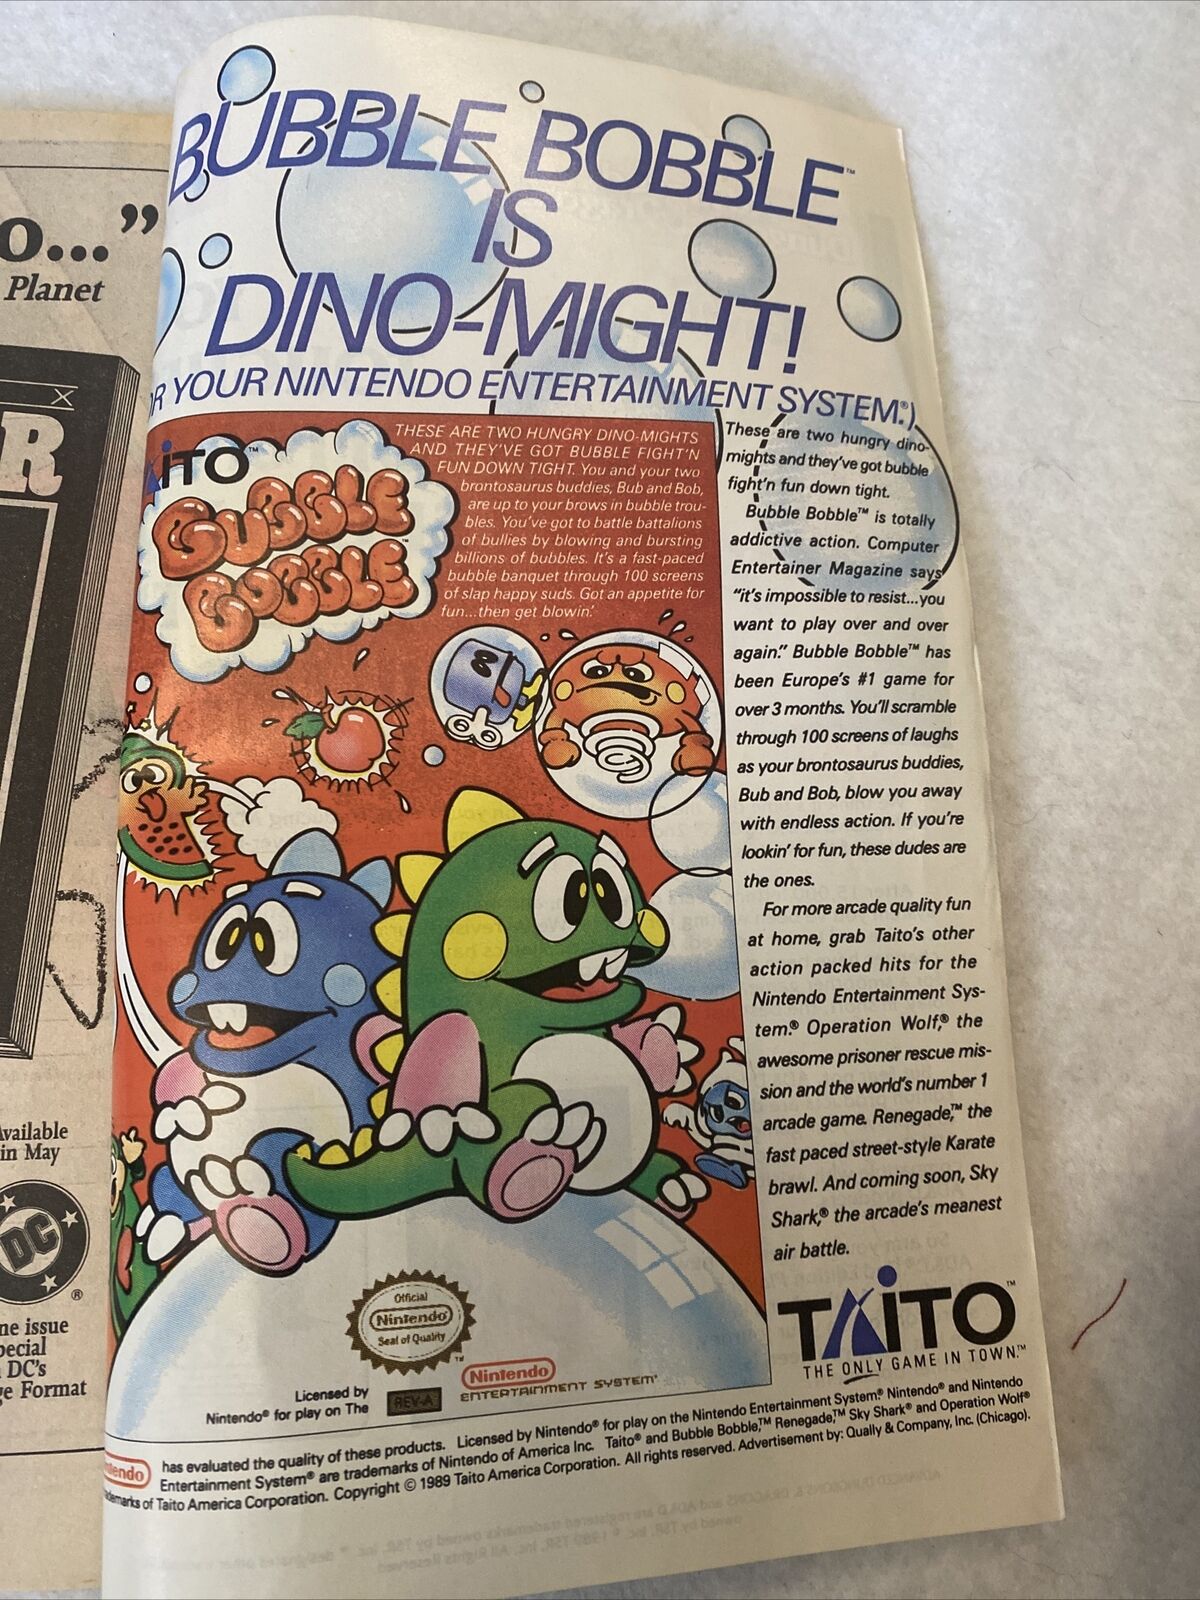 o..."
Planet
R
Available
in May
DC
®
ne issue
pecial
DC's
e Format
BUBBLE BOBBLE™
IS
DINO-MIGHT!
R YOUR NINTENDO ENTERTAINMENT SYSTEM.®)
TAITO™
BUBBLE
BOBBLE™
THESE ARE TWO HUNGRY DINO-MIGHTS
AND THEY'VE GOT BUBBLE FIGHT'N
FUN DOWN TIGHT. You and your two
brontosaurus buddies, Bub and Bob,
are up to your brows in bubble trou-
bles. You've got to battle battalions
of bullies by blowing and bursting
billions of bubbles. It's a fast-paced
bubble banquet through 100 screens
of slap happy suds. Got an appetite for
fun...then get blowin'.
These are two hungry dino-
mights and they've got bubble
fight'n fun down tight.
Bubble Bobble™ is totally
addictive action. Computer
Entertainer Magazine says
"it's impossible to resist...you
want to play over and over
again." Bubble Bobble™ has
been Europe's #1 game for
over 3 months. You'll scramble
through 100 screens of laughs
as your brontosaurus buddies,
Bub and Bob, blow you away
with endless action. If you're
lookin' for fun, these dudes are
the ones.
For more arcade quality fun
at home, grab Taito's other
action packed hits for the
Nintendo Entertainment Sys-
tem.® Operation Wolf,® the
awesome prisoner rescue mis-
sion and the world's number 1
arcade game. Renegade,™ the
fast paced street-style Karate
brawl. And coming soon, Sky
Shark,® the arcade's meanest
air battle.
TAITO™
THE ONLY GAME IN TOWN.™
Official
Nintendo
Seal of Quality
™
Licensed by
Nintendo® for play on The
REV-A
Nintendo
ENTERTAINMENT SYSTEM®
ntendo
has evaluated the quality of these products. Licensed by Nintendo® for play on the Nintendo Entertainment System.® Nintendo® and Nintendo
Entertainment System® are trademarks of Nintendo of America Inc. Taito® and Bubble Bobble,™ Renegade,™ Sky Shark® and Operation Wolf®
demarks of Taito America Corporation. Copyright © 1989 Taito America Corporation. All rights reserved. Advertisement by: Qually & Company, Inc. (Chicago).